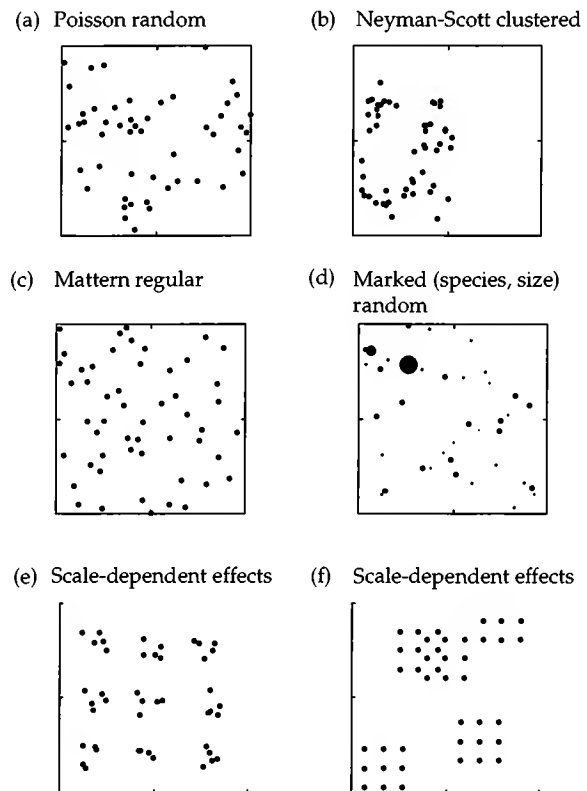 (a) Poisson random
(b) Neyman-Scott clustered
(c) Mattern regular
(d) Marked (species, size)
random
(e) Scale-dependent effects
(f) Scale-dependent effects